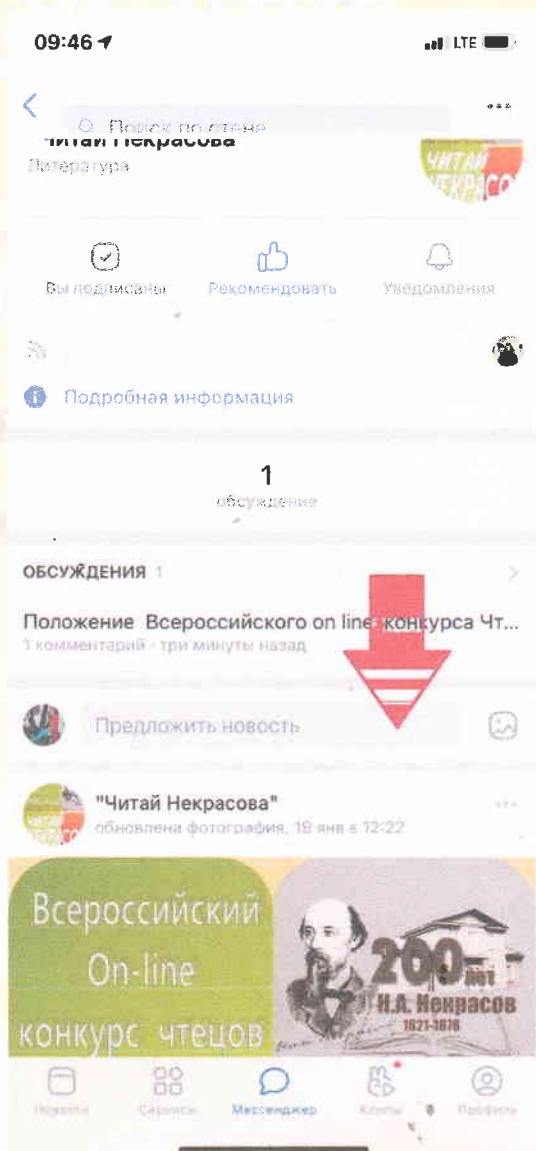 09:46
LTE
Поиск по стене
Читай Некрасова
Литература
ЧИТАЙ
НЕКРАСО
Вы подписаны
Рекомендовать
Уведомления
Подробная информация
1
обсуждение
ОБСУЖДЕНИЯ 1
Положение Всероссийского on line-конкурса Чт...
1 комментарий · три минуты назад
Предложить новость
"Читай Некрасова"
обновлена фотография, 19 янв в 12:22
Всероссийский
On-line
конкурс чтецов
200-лет
Н.А. Некрасов
1821-1878
Новости
Сервисы
Мессенджер
Клипы
Профиль